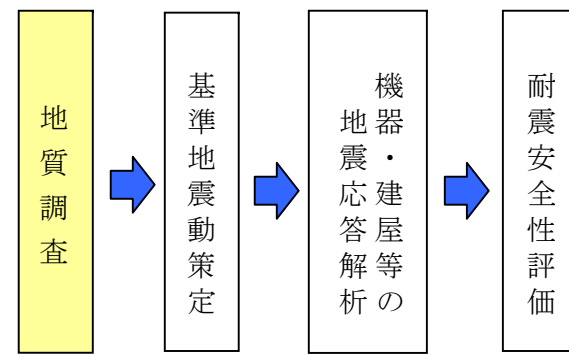 地質調査
基準地震動策定
機器・建屋等の
地震応答解析
耐震安全性評価